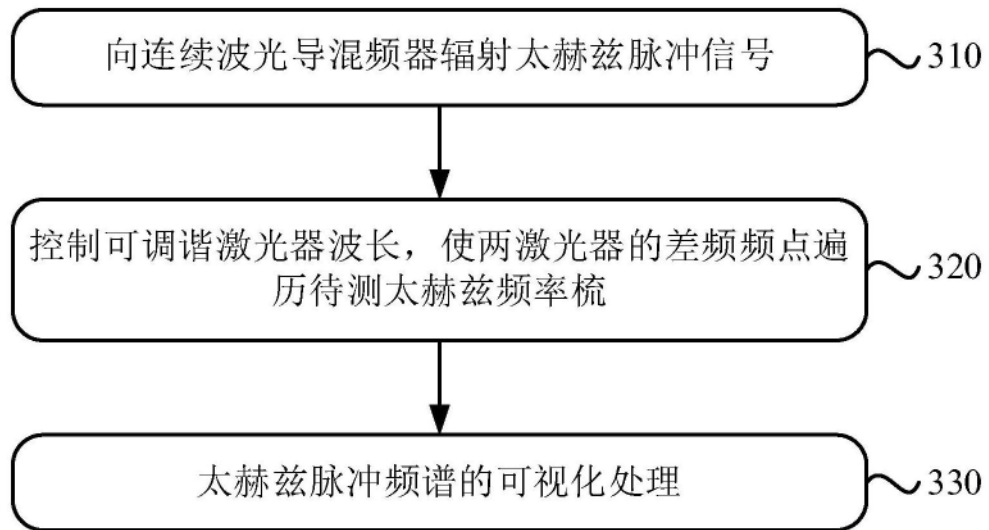 向连续波光导混频器辐射太赫兹脉冲信号
310
控制可调谐激光器波长，使两激光器的差频频点遍
历待测太赫兹频率梳
320
太赫兹脉冲频谱的可视化处理
330